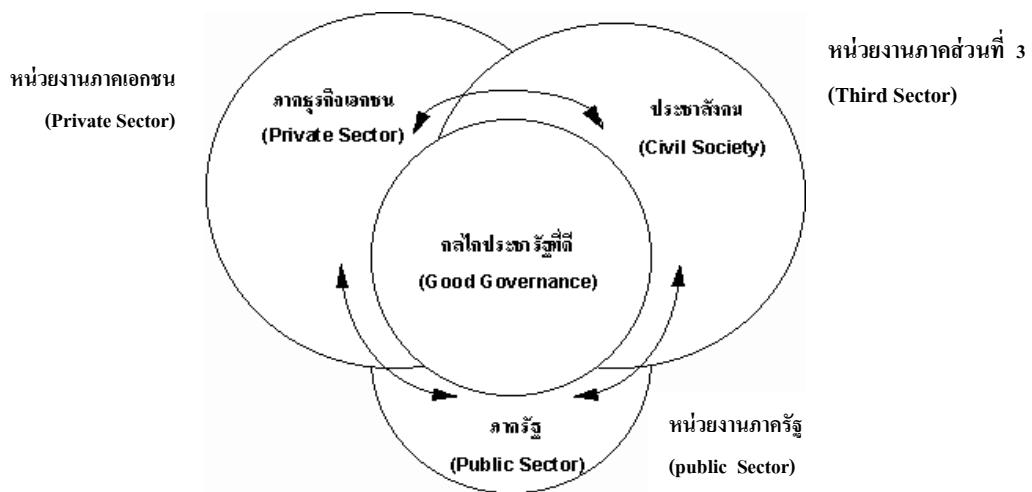 หน่วยงานภาคส่วนที่ 3
(Third Sector)
หน่วยงานภาคเอกชน
(Private Sector)
ภาคธุรกิจเอกชน
(Private Sector)
ประชาสังคม
(Civil Society)
กลไกประชารัฐที่ดี
(Good Governance)
ภาครัฐ
(Public Sector)
หน่วยงานภาครัฐ
(public Sector)